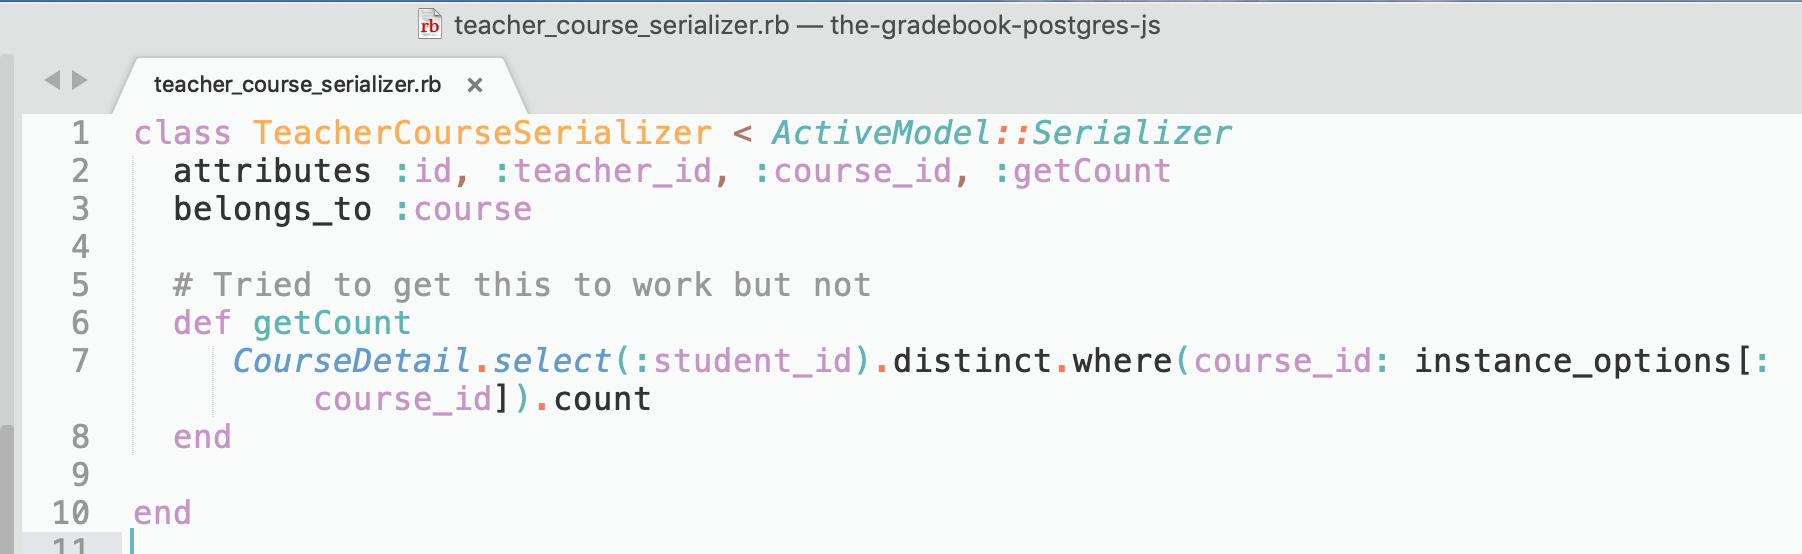 rb teacher_course_serializer.rb — the-gradebook-postgres-js
teacher_course_serializer.rb ×
1 class TeacherCourseSerializer < ActiveModel::Serializer
2 attributes :id, :teacher_id, :course_id, :getCount
3 belongs_to :course
4
5 # Tried to get this to work but not
6 def getCount
7 CourseDetail.select(:student_id).distinct.where(course_id: instance_options[:
course_id]).count
8 end
9
10 end
11